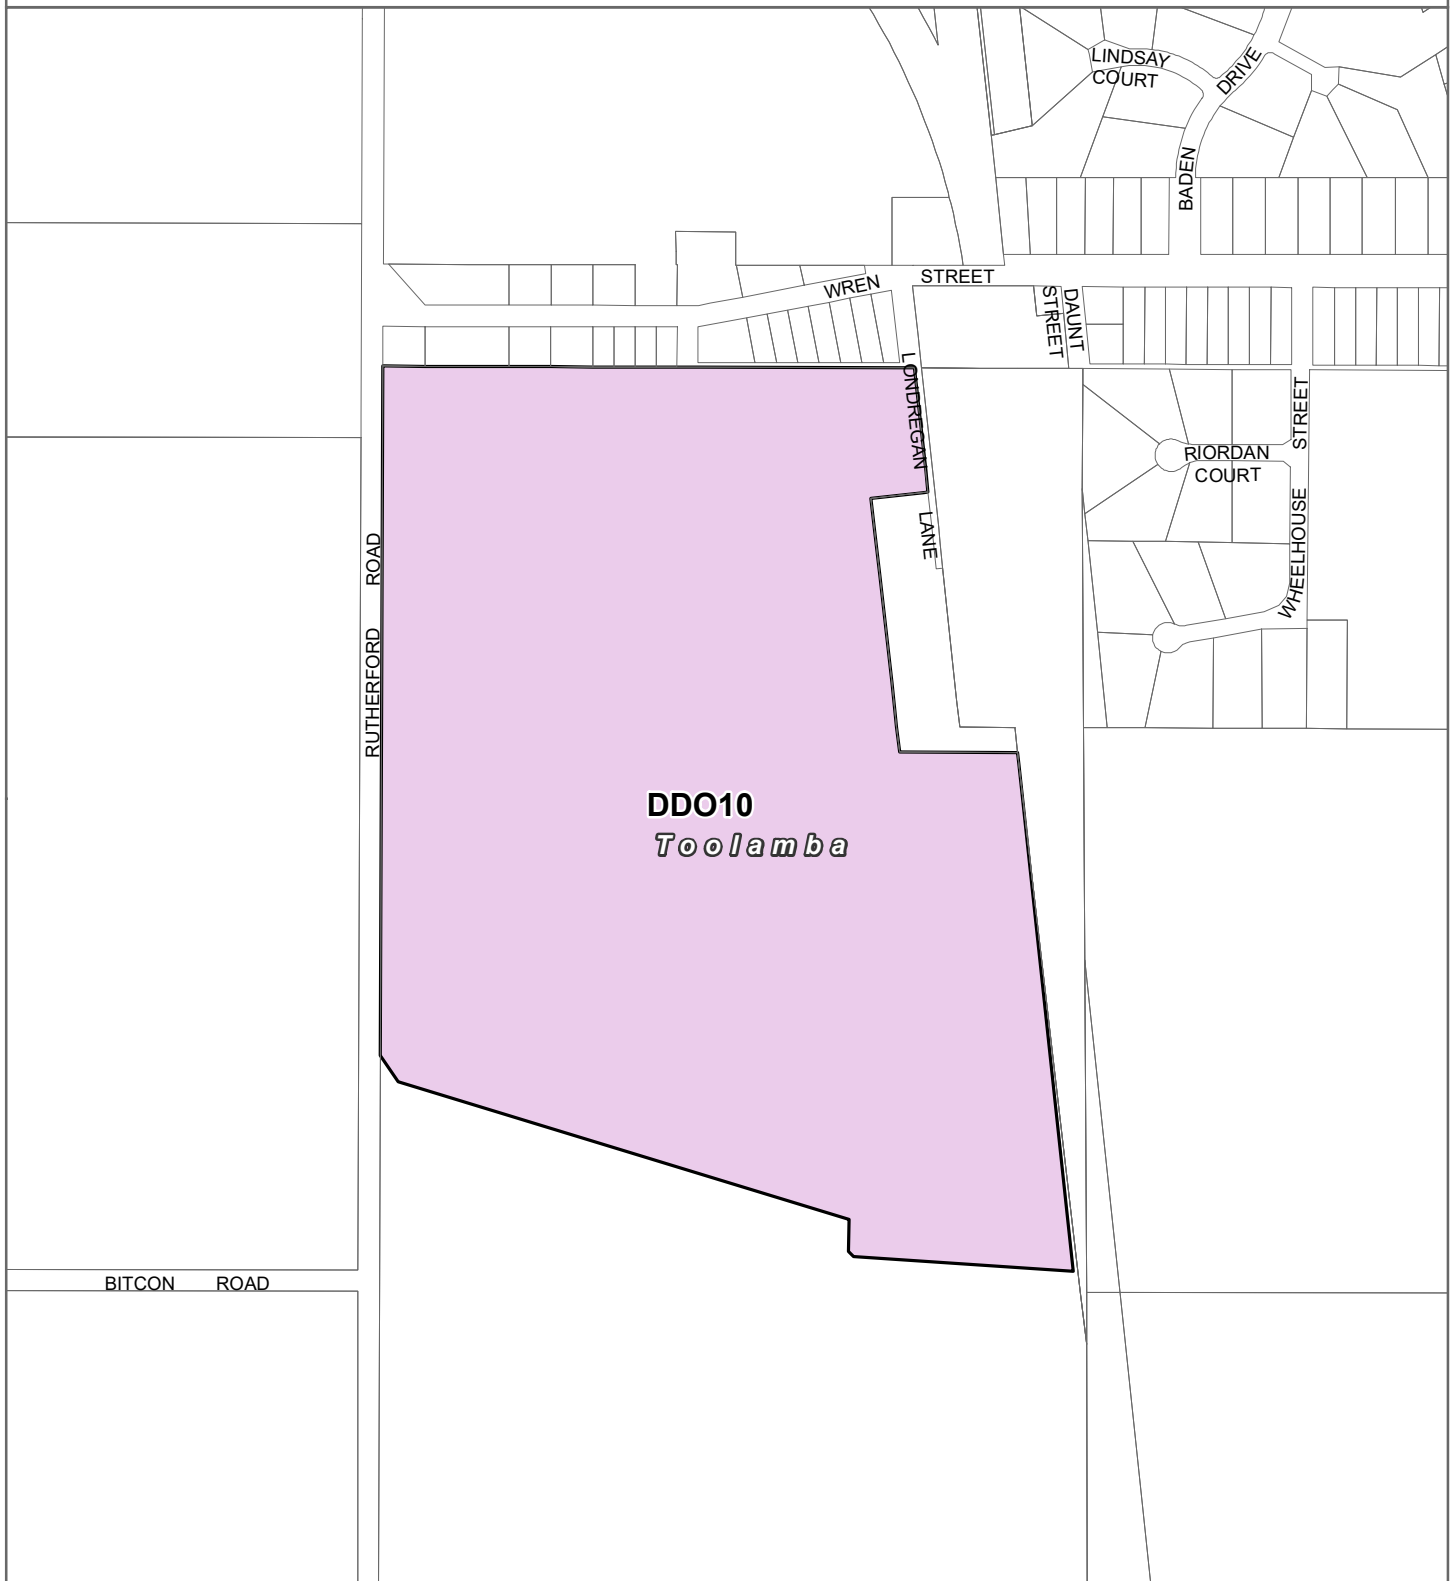 LINDSAY
COURT
DRIVE
BADEN
WREN
STREET
DAUNT
STREET
LONDREGAN
LANE
STREET
RIORDAN
COURT
WHEELHOUSE
ROAD
RUTHERFORD
DDO10
Toolamba
BITCON ROAD